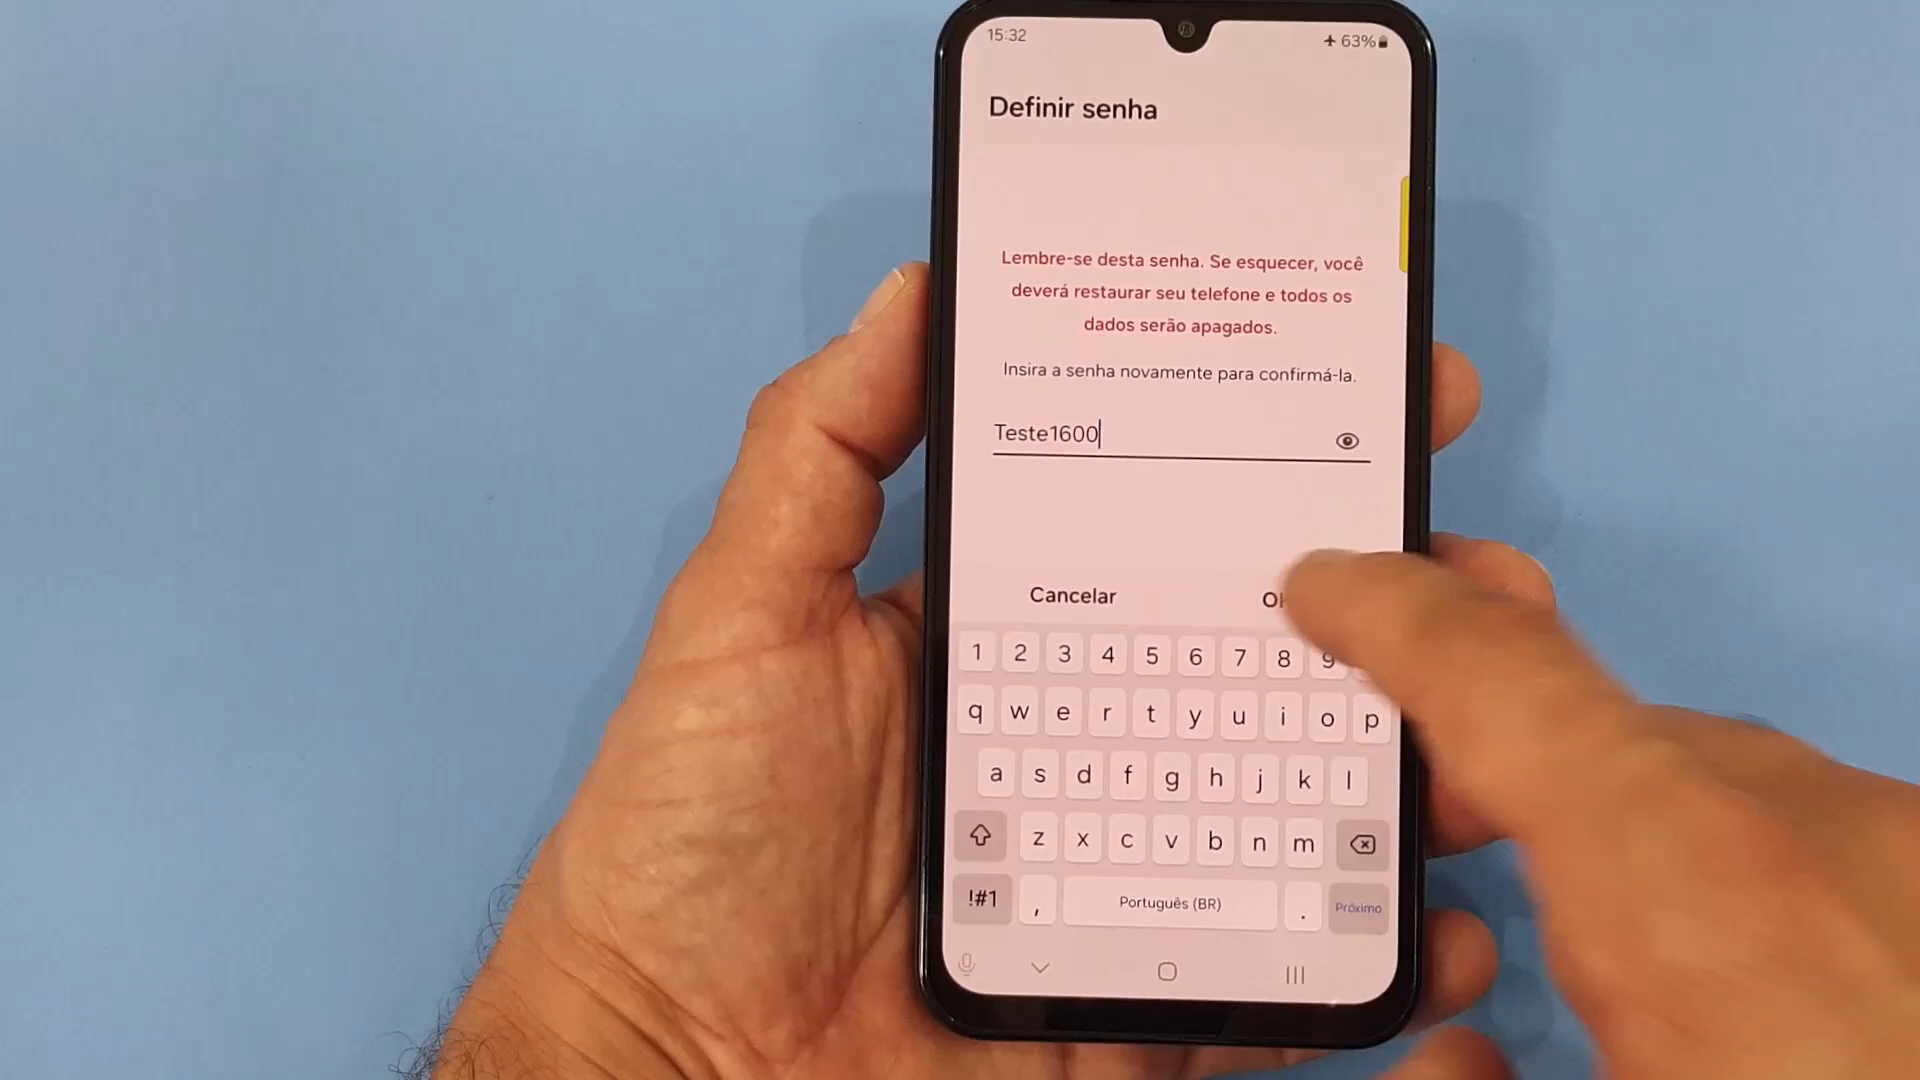 15:32
63%
Definir senha
Lembre-se desta senha. Se esquecer, você
deverá restaurar seu telefone e todos os
dados serão apagados.
Insira a senha novamente para confirmá-la.
Teste1600
Cancelar
1 2 3 4 5 6 7 8 9
q w e r t y u i o p
a s d f g h j k l
z x c v b n m
!#1 , Português (BR) . Próximo